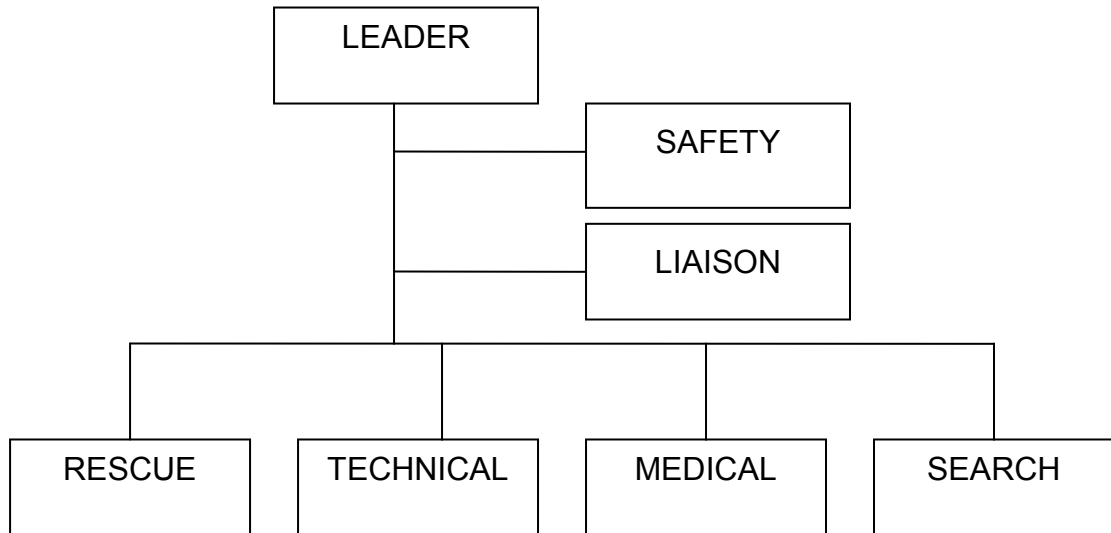 LEADER
SAFETY
LIAISON
RESCUE
TECHNICAL
MEDICAL
SEARCH